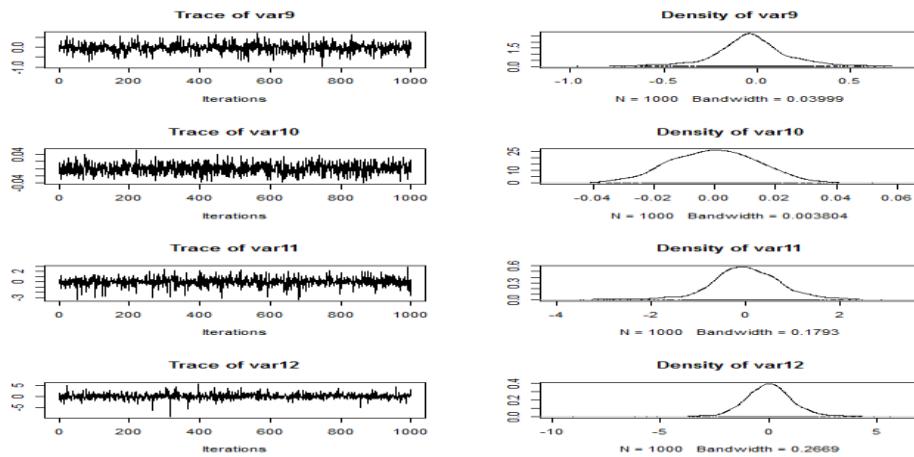 Trace of var9
Density of var9
-1.0 0.0
0.0 1.5
0 200 400 600 800 1000
-1.0 -0.5 0.0 0.5
Iterations
N = 1000 Bandwidth = 0.03999
Trace of var10
Density of var10
-0.04 0.04
0 10 25
0 200 400 600 800 1000
-0.04 -0.02 0.00 0.02 0.04 0.06
Iterations
N = 1000 Bandwidth = 0.003804
Trace of var11
Density of var11
-3 0 2
0.0 0.3 0.6
0 200 400 600 800 1000
-4 -2 0 2
Iterations
N = 1000 Bandwidth = 0.1793
Trace of var12
Density of var12
-5 0 5
0.0 0.2 0.4
0 200 400 600 800 1000
-10 -5 0 5
Iterations
N = 1000 Bandwidth = 0.2669